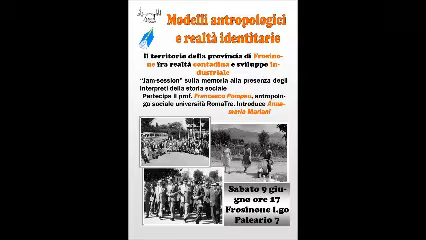 Modelli antropologici
e realtà identitarie
Il territorio della provincia di Frosino-
ne fra realtà contadina e sviluppo in-
dustriale
"Jam-session" sulla memoria alla presenza degli
interpreti della storia sociale
Partecipa il prof. Francesco Pompeo, antropolo-
go sociale università RomaTre. Introduce Anna-
maria Mariani
Sabato 9 giu-
gno ore 17
Frosinone l.go
Paleario 7